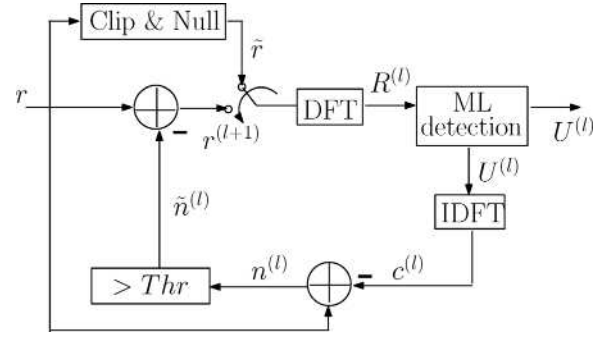 Clip & Null
r̃
r
−
r^{(l+1)}
DFT
R^{(l)}
ML
detection
U^{(l)}
U^{(l)}
IDFT
ñ^{(l)}
> Thr
n^{(l)}
−
c^{(l)}